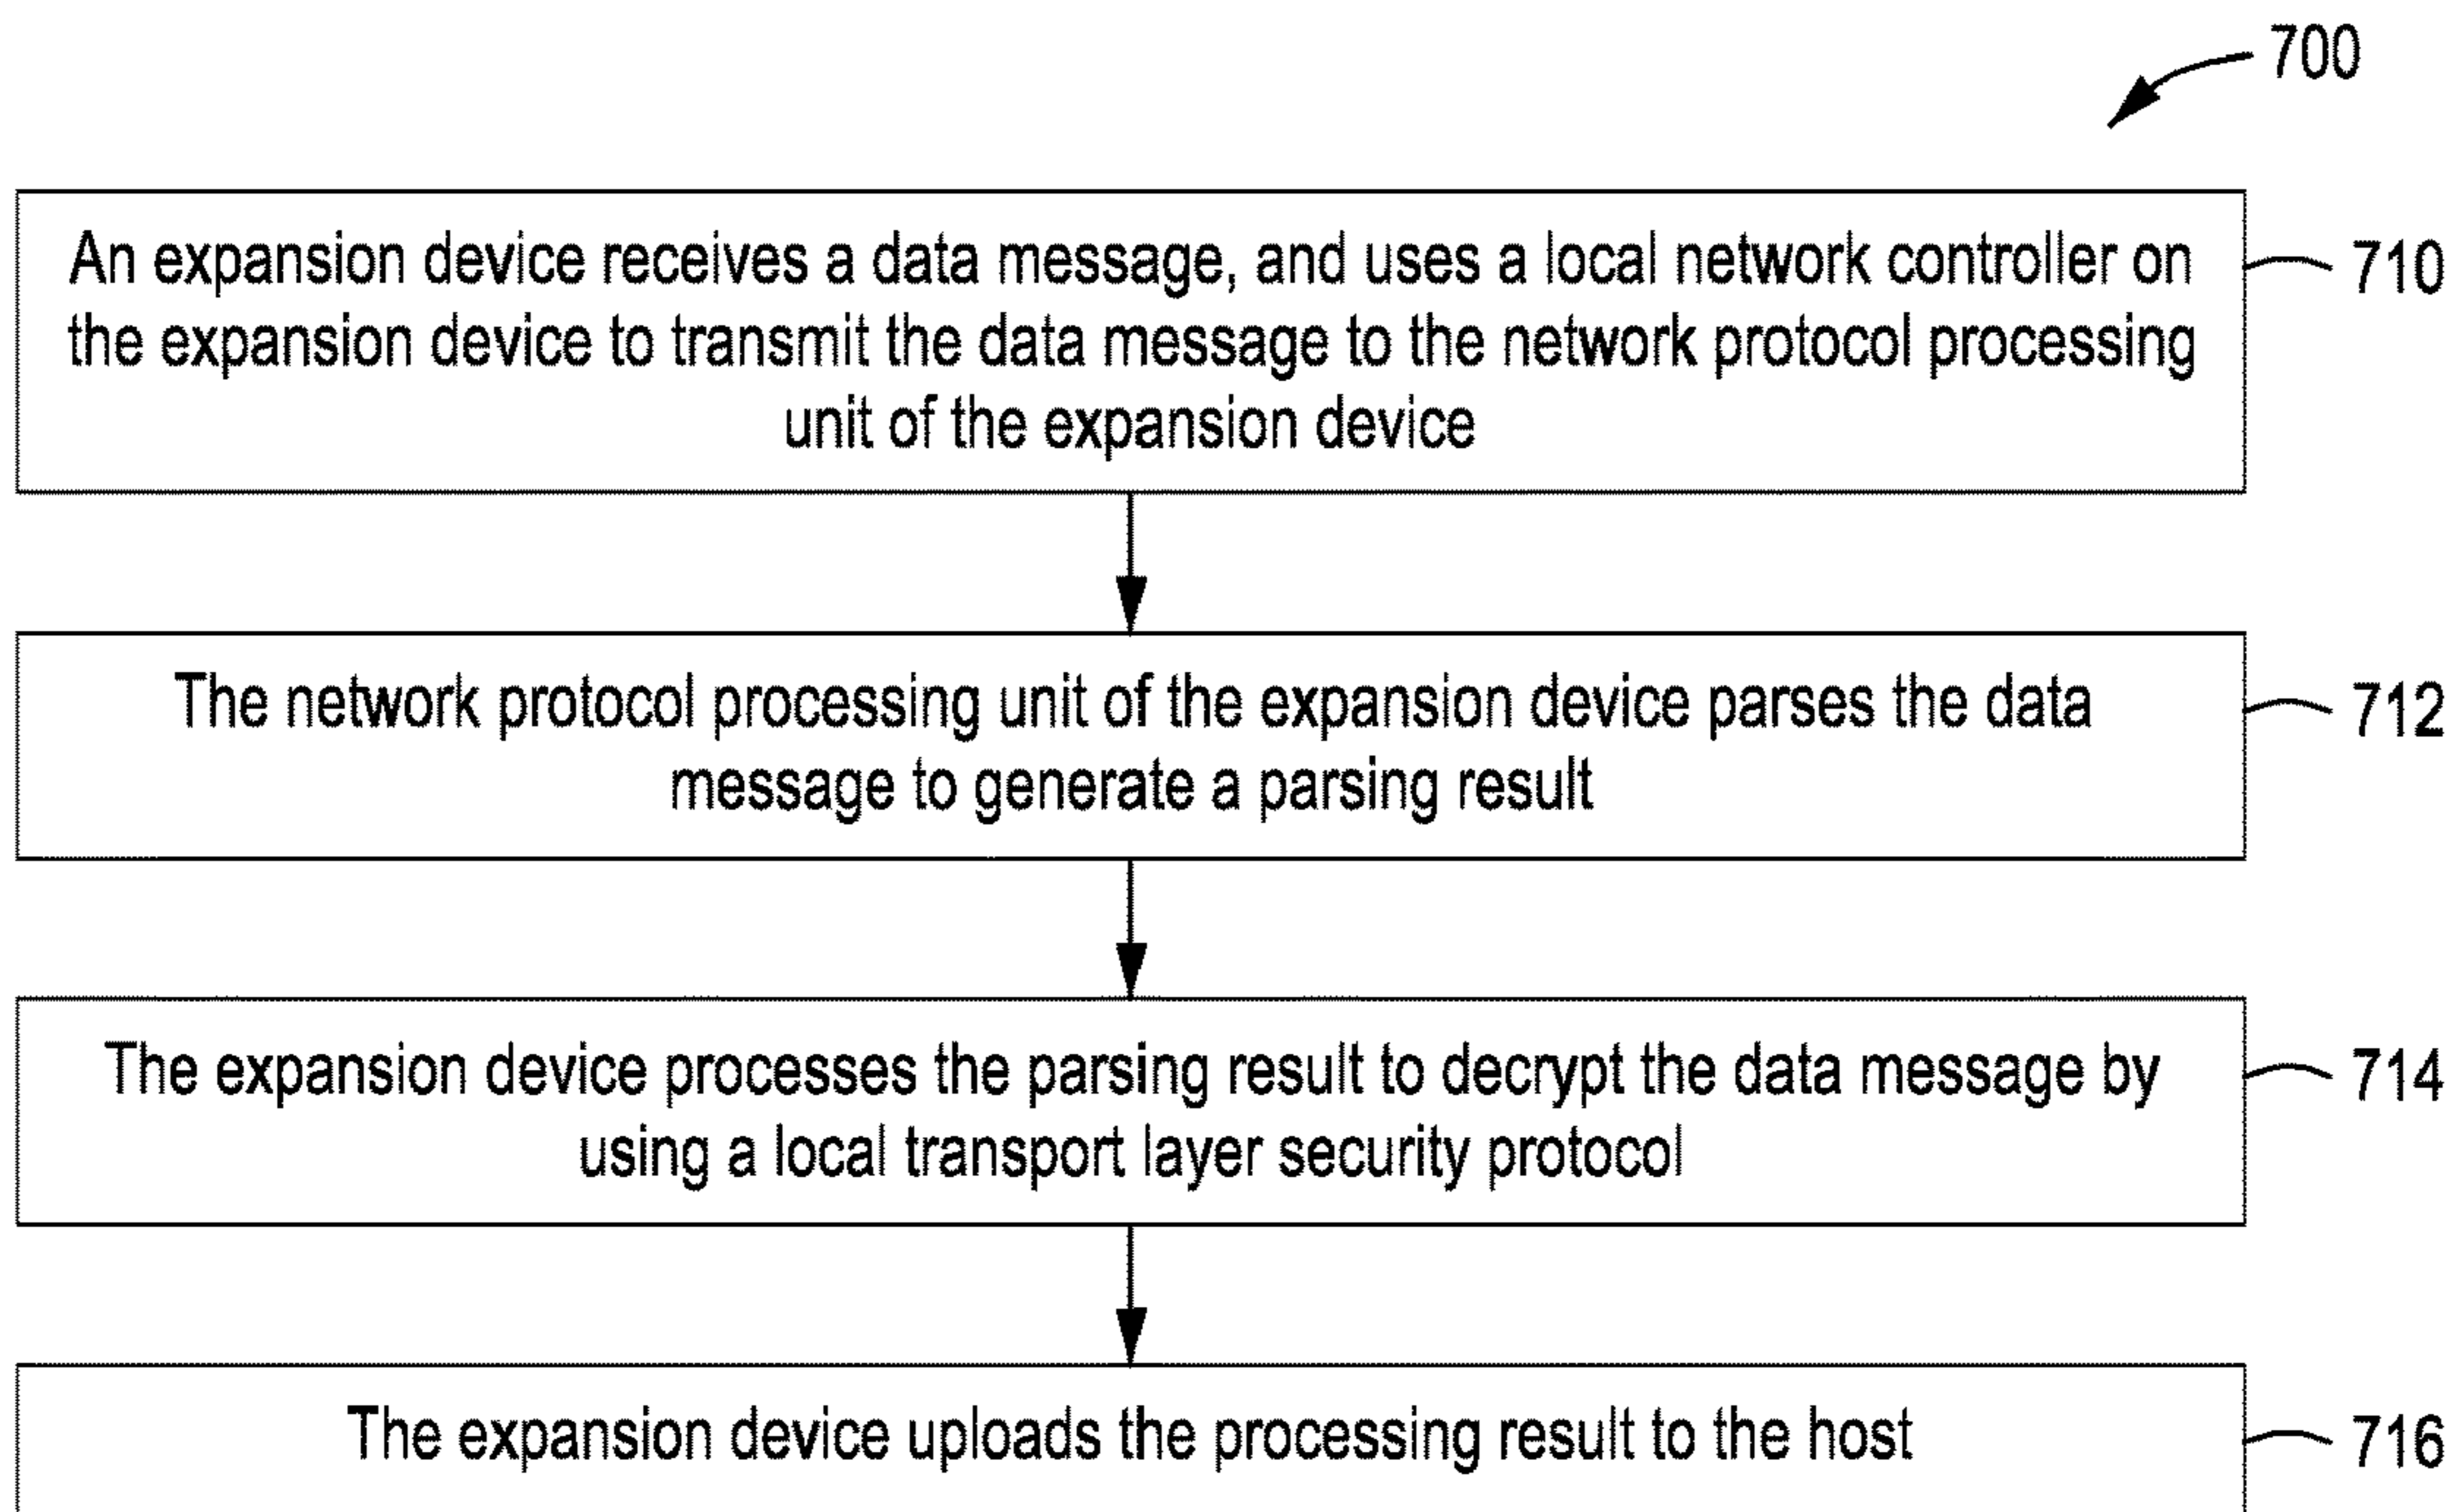 700
An expansion device receives a data message, and uses a local network controller on
the expansion device to transmit the data message to the network protocol processing
unit of the expansion device
710
The network protocol processing unit of the expansion device parses the data
message to generate a parsing result
712
The expansion device processes the parsing result to decrypt the data message by
using a local transport layer security protocol
714
The expansion device uploads the processing result to the host
716